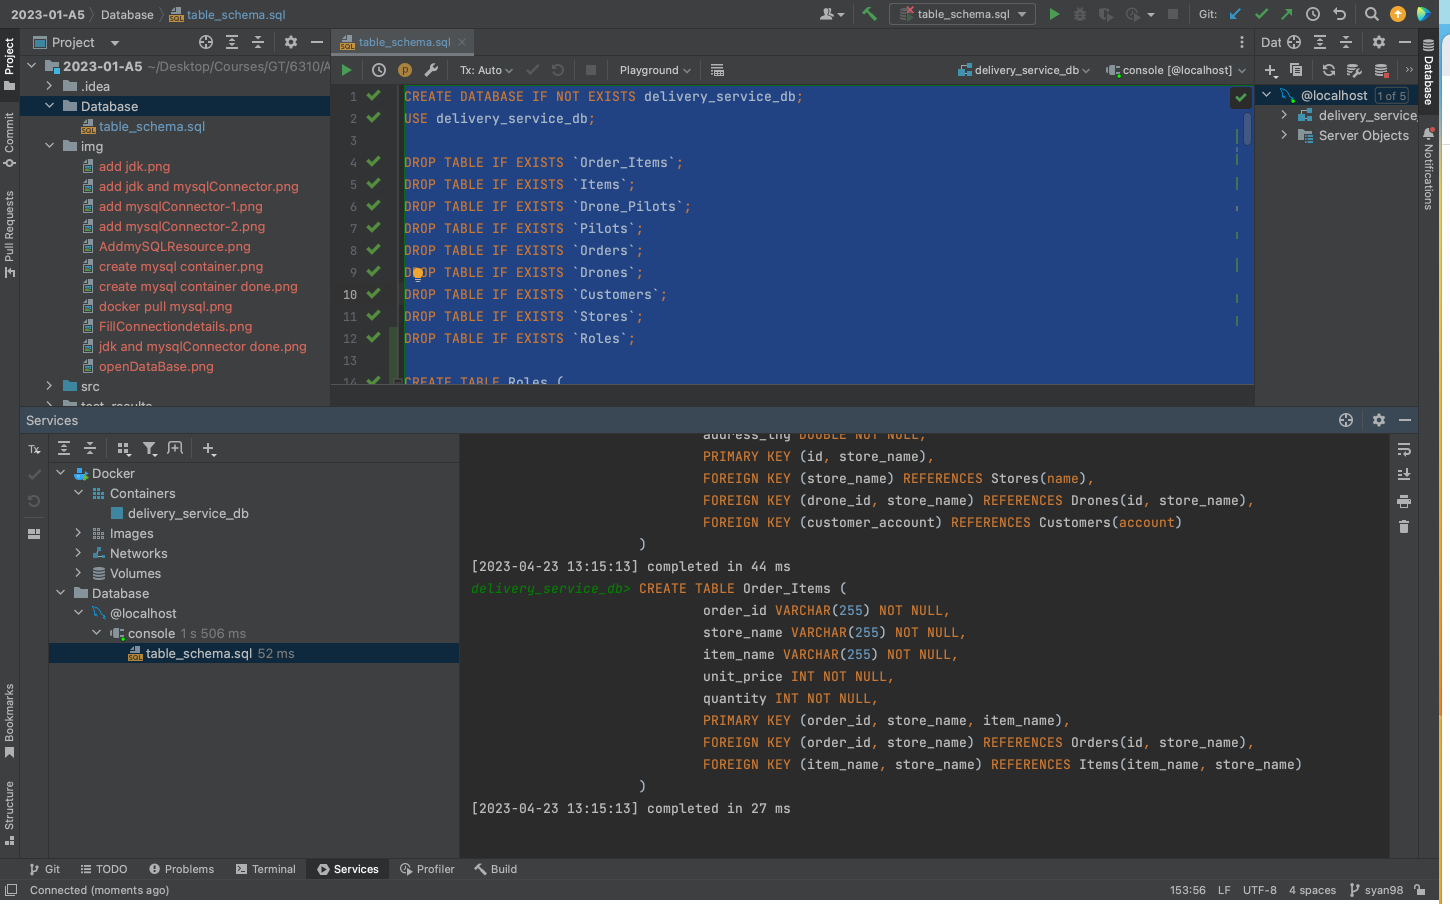 2023-01-A5 Database table_schema.sql
table_schema.sql
Git:
Project
table_schema.sql
Dat
2023-01-A5 ~/Desktop/Courses/GT/6310/A
.idea
Database
table_schema.sql
img
add jdk.png
add jdk and mysqlConnector.png
add mysqlConnector-1.png
add mysqlConnector-2.png
AddmySQLResource.png
create mysql container.png
create mysql container done.png
docker pull mysql.png
FillConnectiondetails.png
jdk and mysqlConnector done.png
openDataBase.png
src
test_results
Project
Commit
Pull Requests
Bookmarks
Structure
Tx: Auto
Playground
delivery_service_db
console [@localhost]
1 CREATE DATABASE IF NOT EXISTS delivery_service_db;
2 USE delivery_service_db;
3
4 DROP TABLE IF EXISTS `Order_Items`;
5 DROP TABLE IF EXISTS `Items`;
6 DROP TABLE IF EXISTS `Drone_Pilots`;
7 DROP TABLE IF EXISTS `Pilots`;
8 DROP TABLE IF EXISTS `Orders`;
9 DROP TABLE IF EXISTS `Drones`;
10 DROP TABLE IF EXISTS `Customers`;
11 DROP TABLE IF EXISTS `Stores`;
12 DROP TABLE IF EXISTS `Roles`;
13
14 CREATE TABLE Roles (
@localhost 1 of 5
delivery_service_
Server Objects
Database
Notifications
Services
Tx
Docker
Containers
delivery_service_db
Images
Networks
Volumes
Database
@localhost
console 1 s 506 ms
table_schema.sql 52 ms
address_lng DOUBLE NOT NULL,
PRIMARY KEY (id, store_name),
FOREIGN KEY (store_name) REFERENCES Stores(name),
FOREIGN KEY (drone_id, store_name) REFERENCES Drones(id, store_name),
FOREIGN KEY (customer_account) REFERENCES Customers(account)
)
[2023-04-23 13:15:13] completed in 44 ms
delivery_service_db> CREATE TABLE Order_Items (
order_id VARCHAR(255) NOT NULL,
store_name VARCHAR(255) NOT NULL,
item_name VARCHAR(255) NOT NULL,
unit_price INT NOT NULL,
quantity INT NOT NULL,
PRIMARY KEY (order_id, store_name, item_name),
FOREIGN KEY (order_id, store_name) REFERENCES Orders(id, store_name),
FOREIGN KEY (item_name, store_name) REFERENCES Items(item_name, store_name)
)
[2023-04-23 13:15:13] completed in 27 ms
Git TODO Problems Terminal Services Profiler Build
Connected (moments ago)
153:56 LF UTF-8 4 spaces syan98